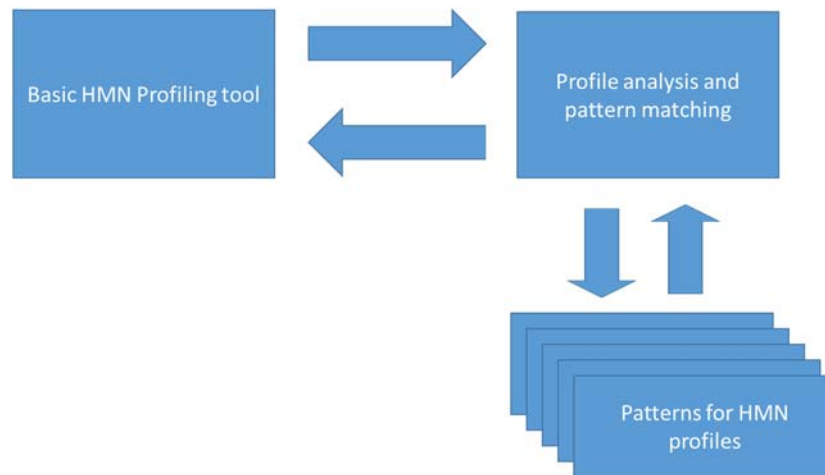 Basic HMN Profiling tool
Profile analysis and
pattern matching
Patterns for HMN
profiles